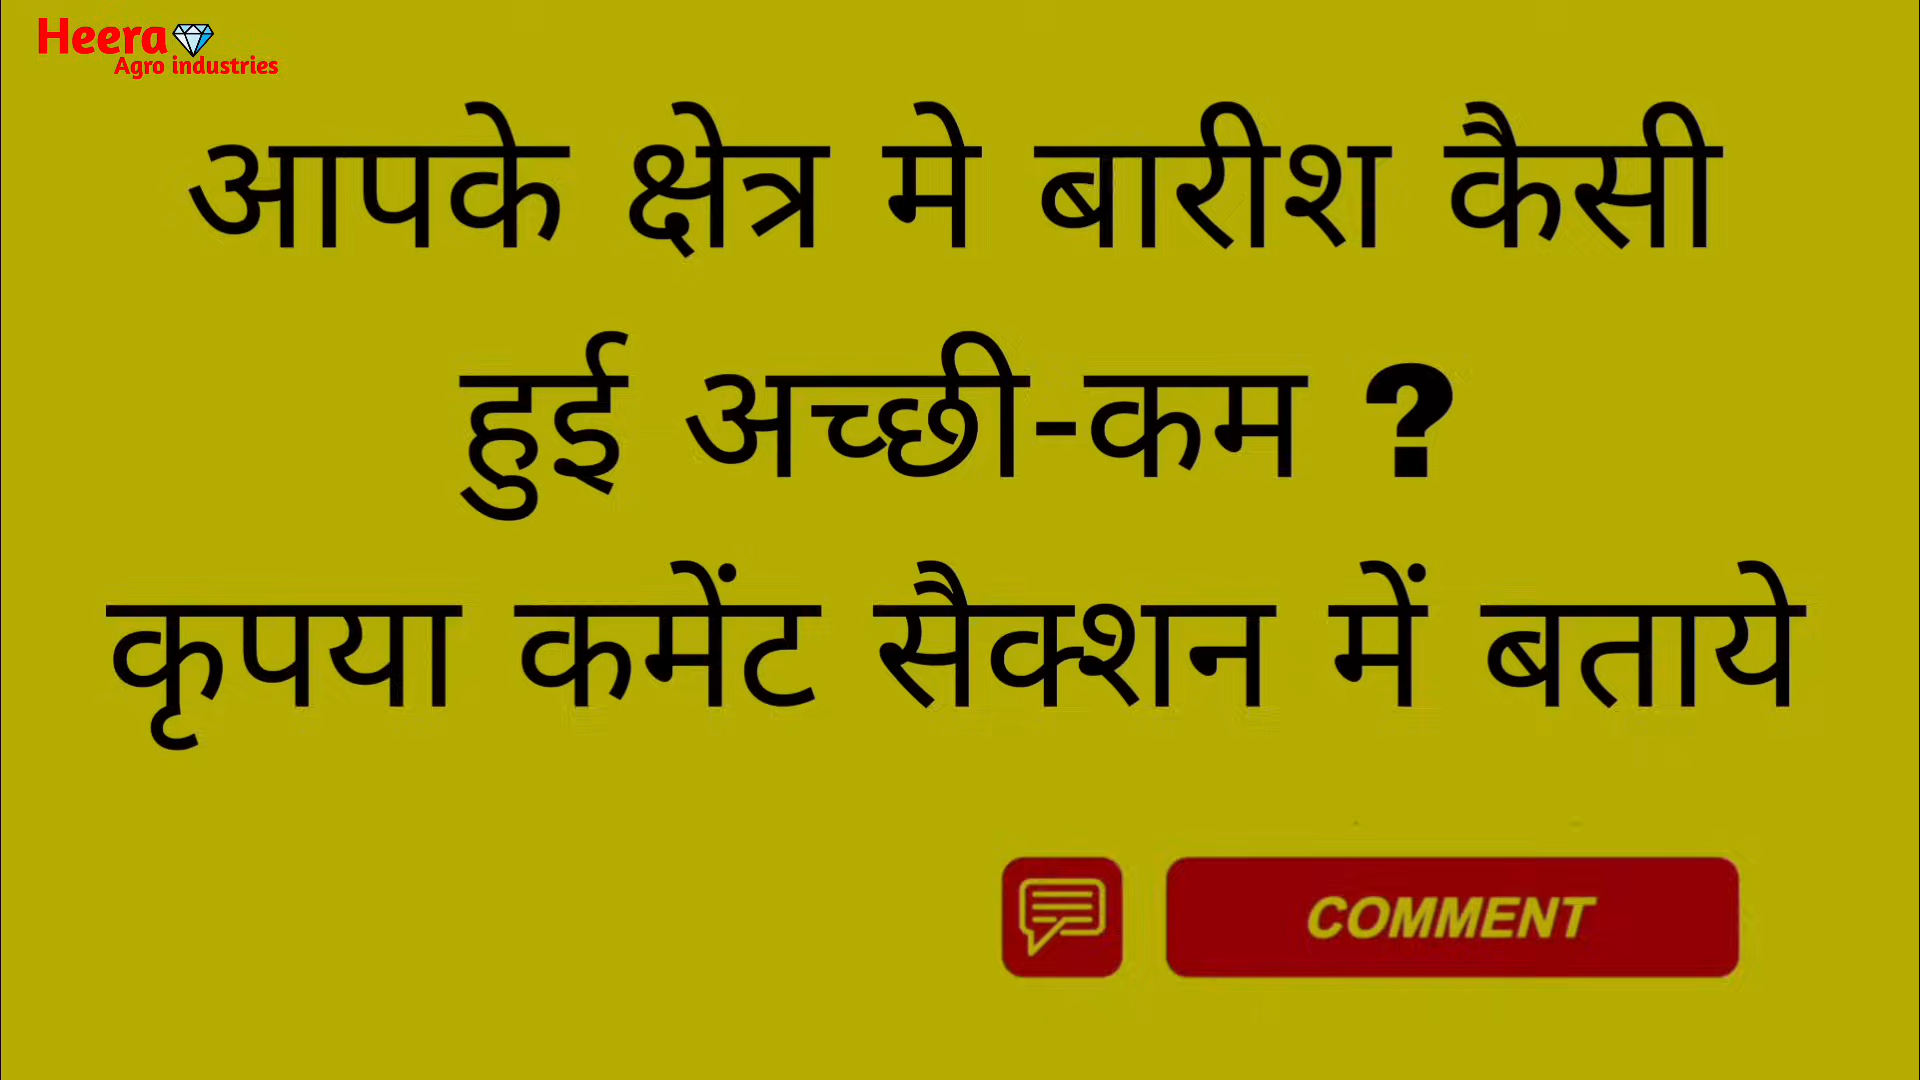 Heera
Agro industries
आपके क्षेत्र मे बारीश कैसी
हुई अच्छी-कम ?
कृपया कमेंट सैक्शन में बताये
COMMENT